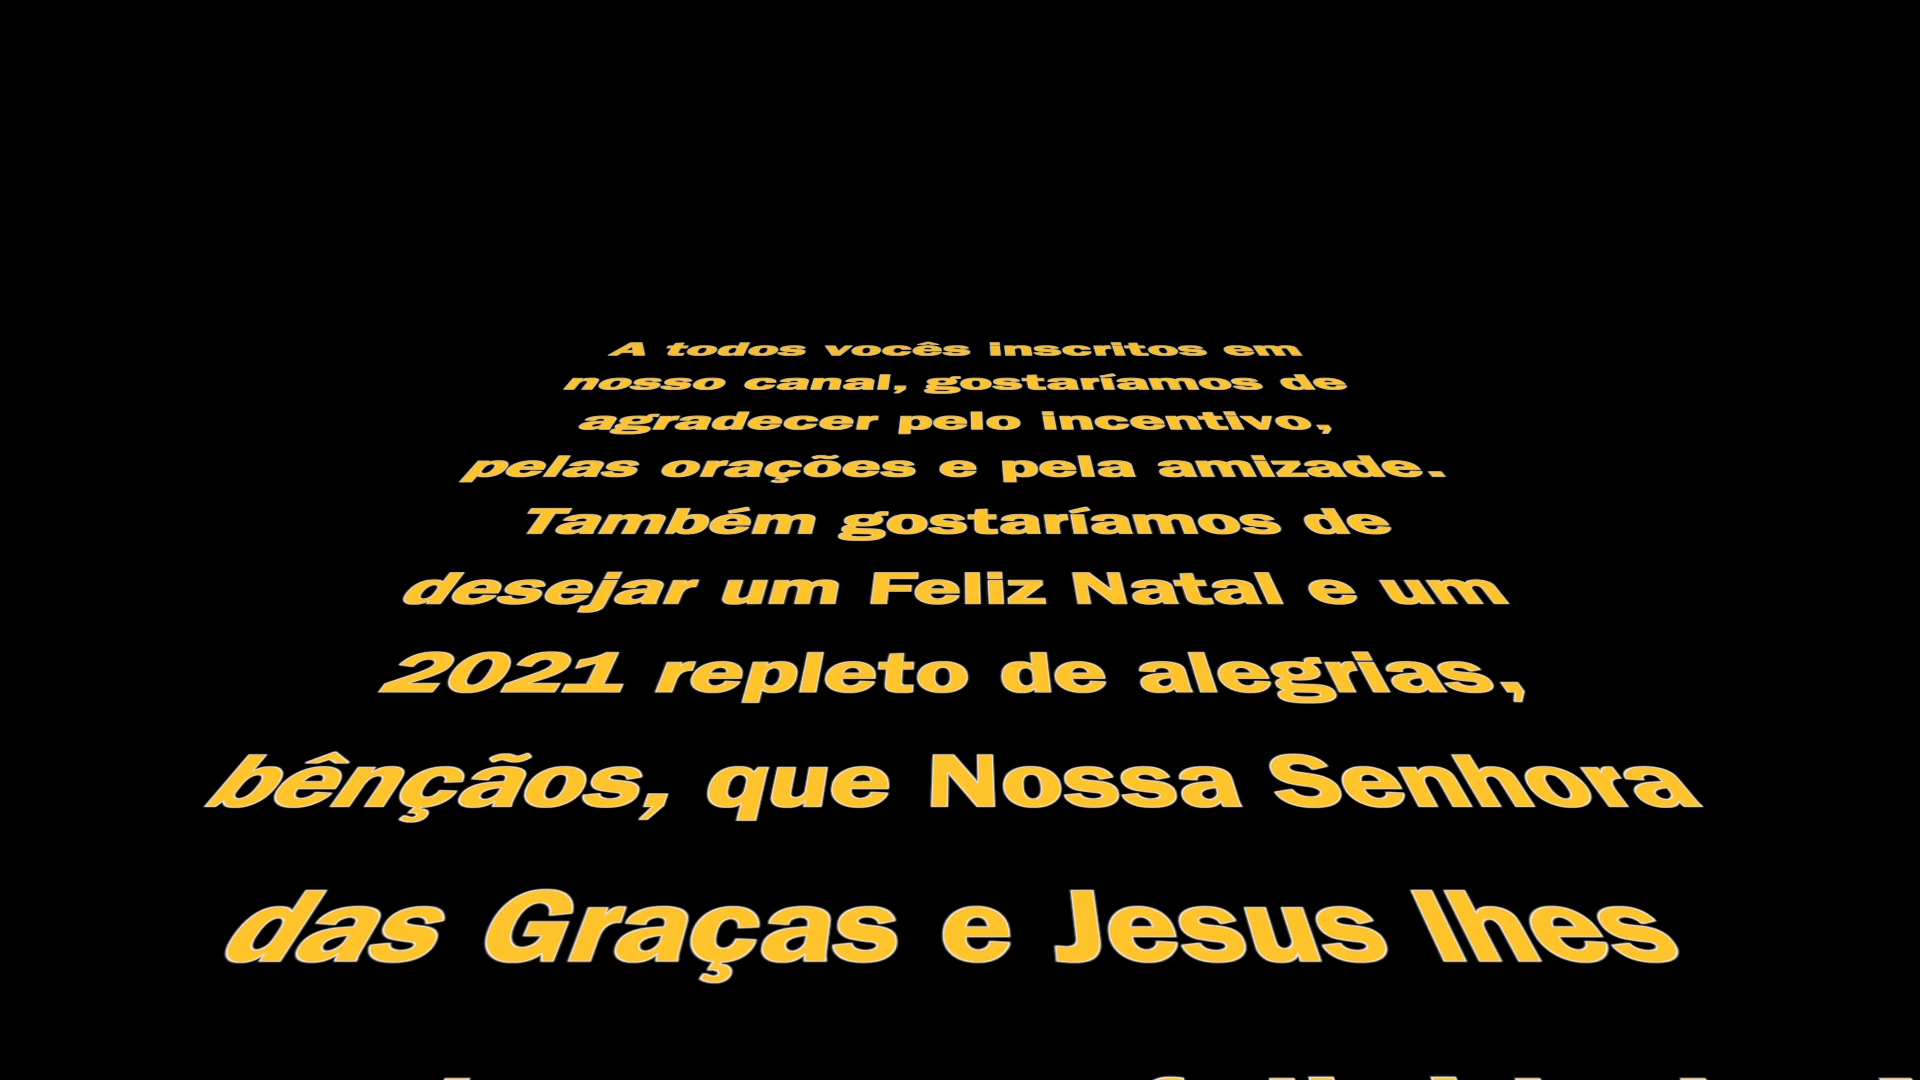 A todos vocês inscritos em
nosso canal, gostaríamos de
agradecer pelo incentivo,
pelas orações e pela amizade.
Também gostaríamos de
desejar um Feliz Natal e um
2021 repleto de alegrias,
bênçãos, que Nossa Senhora
das Graças e Jesus lhes